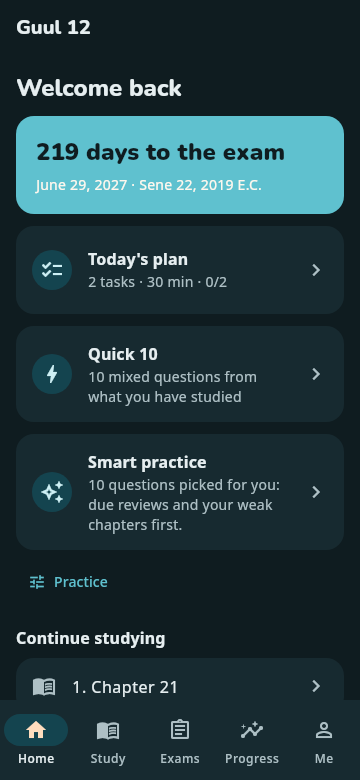 Guul 12
Welcome back
219 days to the exam
June 29, 2027 · Sene 22, 2019 E.C.
Today's plan
2 tasks · 30 min · 0/2
Quick 10
10 mixed questions from
what you have studied
Smart practice
10 questions picked for you:
due reviews and your weak
chapters first.
Practice
Continue studying
1. Chapter 21
Home
Study
Exams
Progress
Me